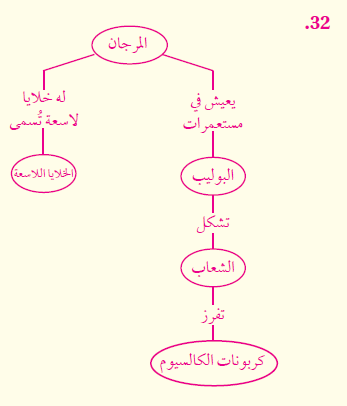 .32
المرجان
له خلايا
لاسعة تُسمى
الخلايا اللاسعة
يعيش في
مستعمرات
البوليب
تشكل
الشعاب
تفرز
كربونات الكالسيوم